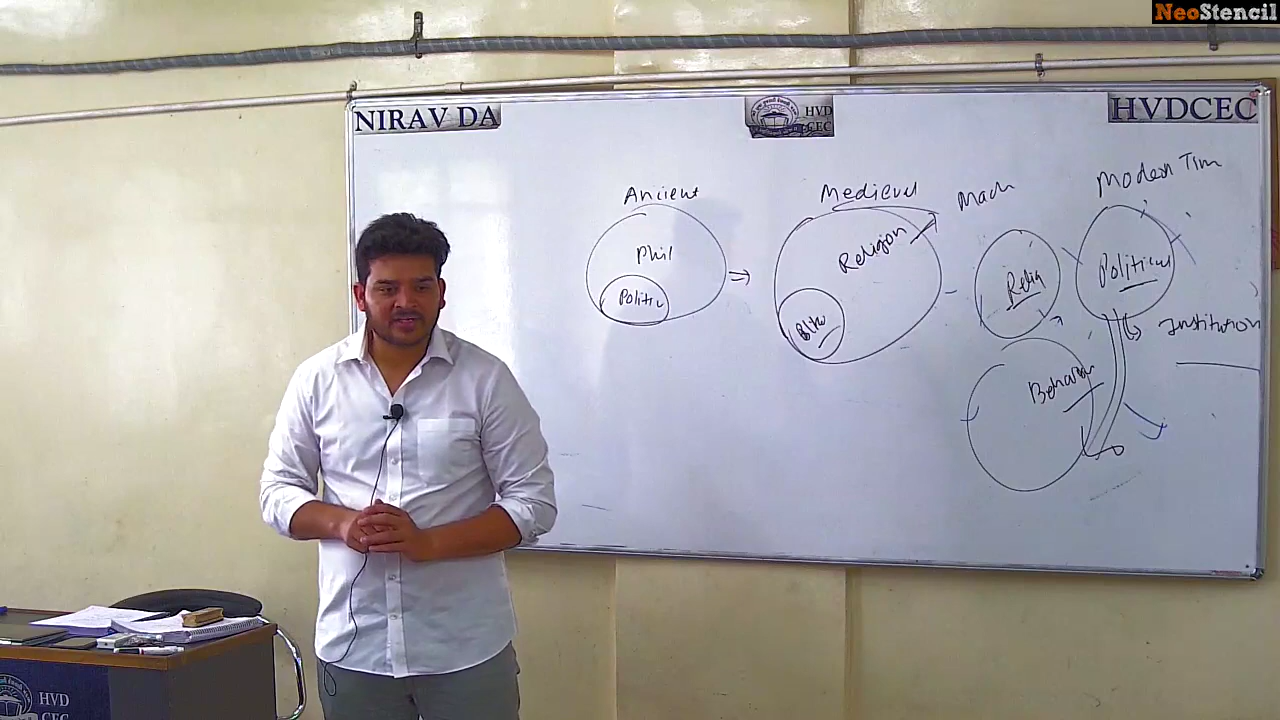 NeoStencil
NIRAV DA
HVD
CEC
HVDCEC
Ancient
Medieval
Mach
Modern Tim
Phil
Politic
Religion
Relig
Political
Institution
Behavior
HVD
CEC